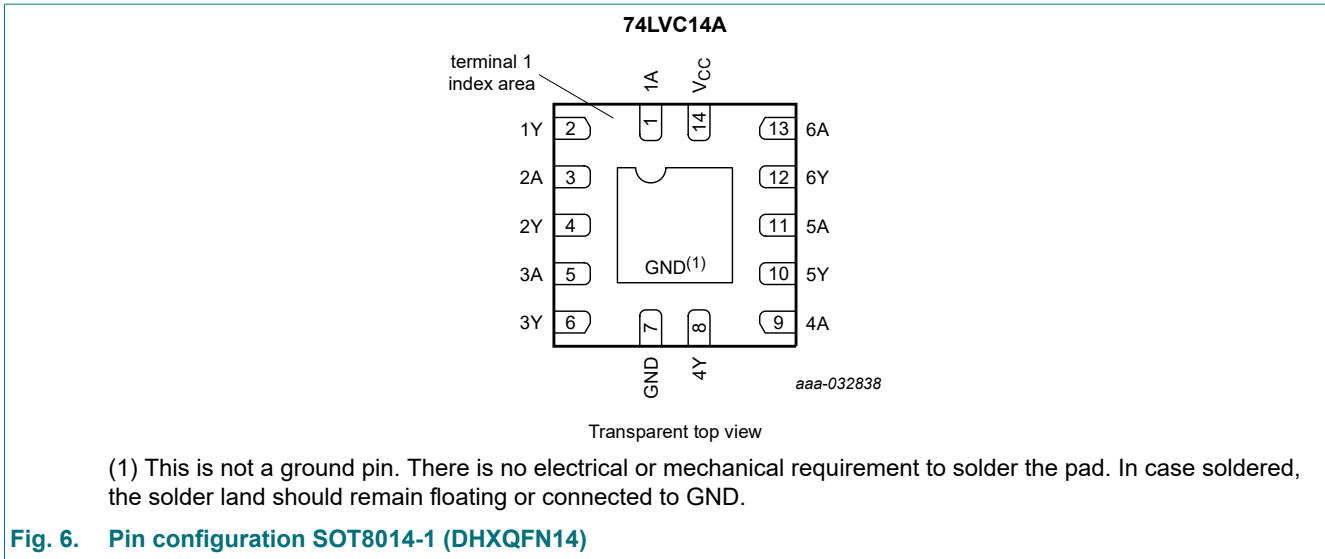 74LVC14A
terminal 1
index area
1A
VCC
1
14
1Y 2
13 6A
2A 3
12 6Y
2Y 4
11 5A
3A 5
GND(1)
10 5Y
3Y 6
9 4A
7
8
GND
4Y
aaa-032838
Transparent top view
(1) This is not a ground pin. There is no electrical or mechanical requirement to solder the pad. In case soldered,
the solder land should remain floating or connected to GND.
Fig. 6. Pin configuration SOT8014-1 (DHXQFN14)